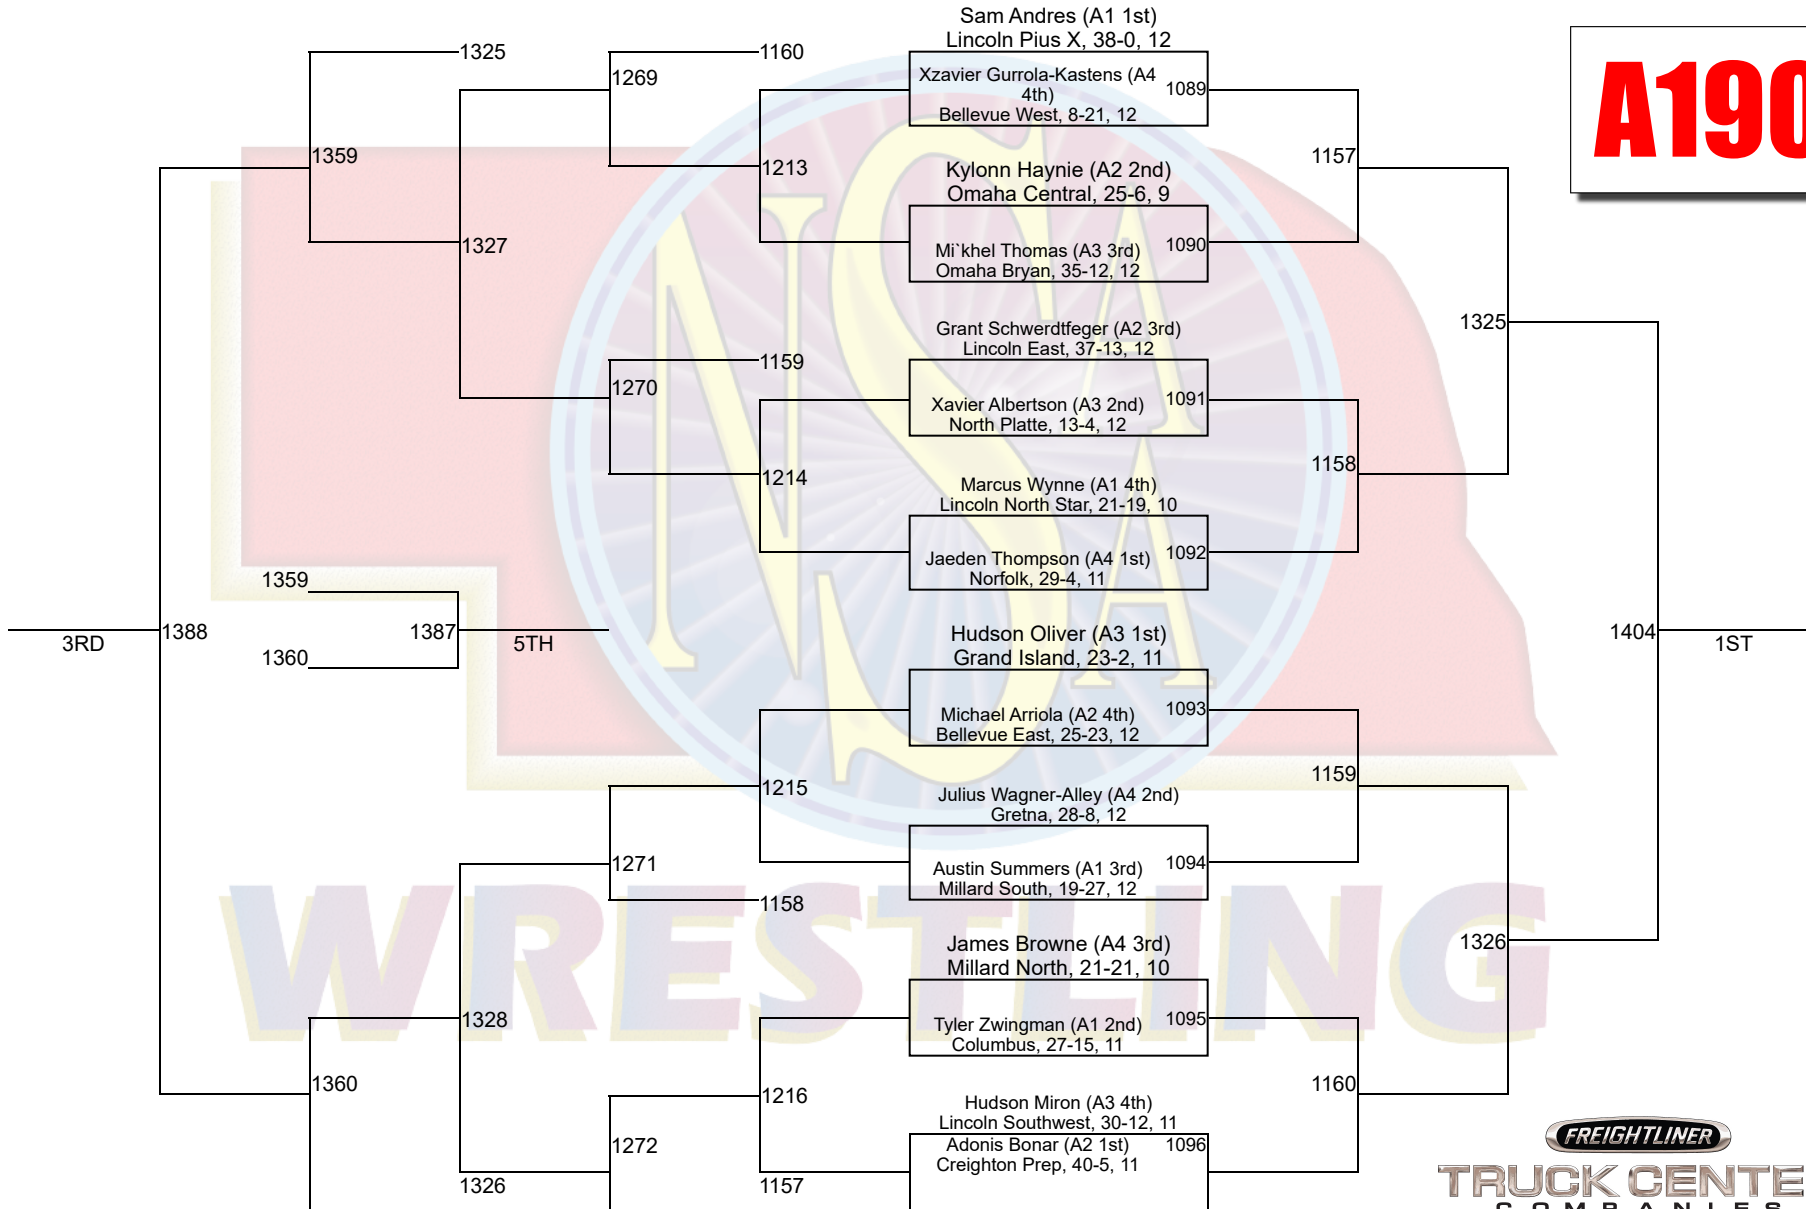 Sam Andres (A1 1st)
Lincoln Pius X, 38-0, 12
1325
1160
1269
Xzavier Gurrola-Kastens (A4
4th)
Bellevue West, 8-21, 12
1089
A190
1359
1213
Kylonn Haynie (A2 2nd)
Omaha Central, 25-6, 9
1157
1327
Mi`khel Thomas (A3 3rd)
Omaha Bryan, 35-12, 12
1090
Grant Schwerdtfeger (A2 3rd)
Lincoln East, 37-13, 12
1325
1159
1270
Xavier Albertson (A3 2nd)
North Platte, 13-4, 12
1091
1214
Marcus Wynne (A1 4th)
Lincoln North Star, 21-19, 10
1158
Jaeden Thompson (A4 1st)
Norfolk, 29-4, 11
1092
1359
3RD
1388
1387
5TH
1360
Hudson Oliver (A3 1st)
Grand Island, 23-2, 11
1404
1ST
Michael Arriola (A2 4th)
Bellevue East, 25-23, 12
1093
1215
Julius Wagner-Alley (A4 2nd)
Gretna, 28-8, 12
1159
1271
Austin Summers (A1 3rd)
Millard South, 19-27, 12
1094
1158
James Browne (A4 3rd)
Millard North, 21-21, 10
1326
1328
Tyler Zwingman (A1 2nd)
Columbus, 27-15, 11
1095
1360
1216
Hudson Miron (A3 4th)
Lincoln Southwest, 30-12, 11
1160
1272
Adonis Bonar (A2 1st)
Creighton Prep, 40-5, 11
1096
1326
1157
NSAA
WRESTLING
FREIGHTLINER
TRUCK CENTE
COMPANIES